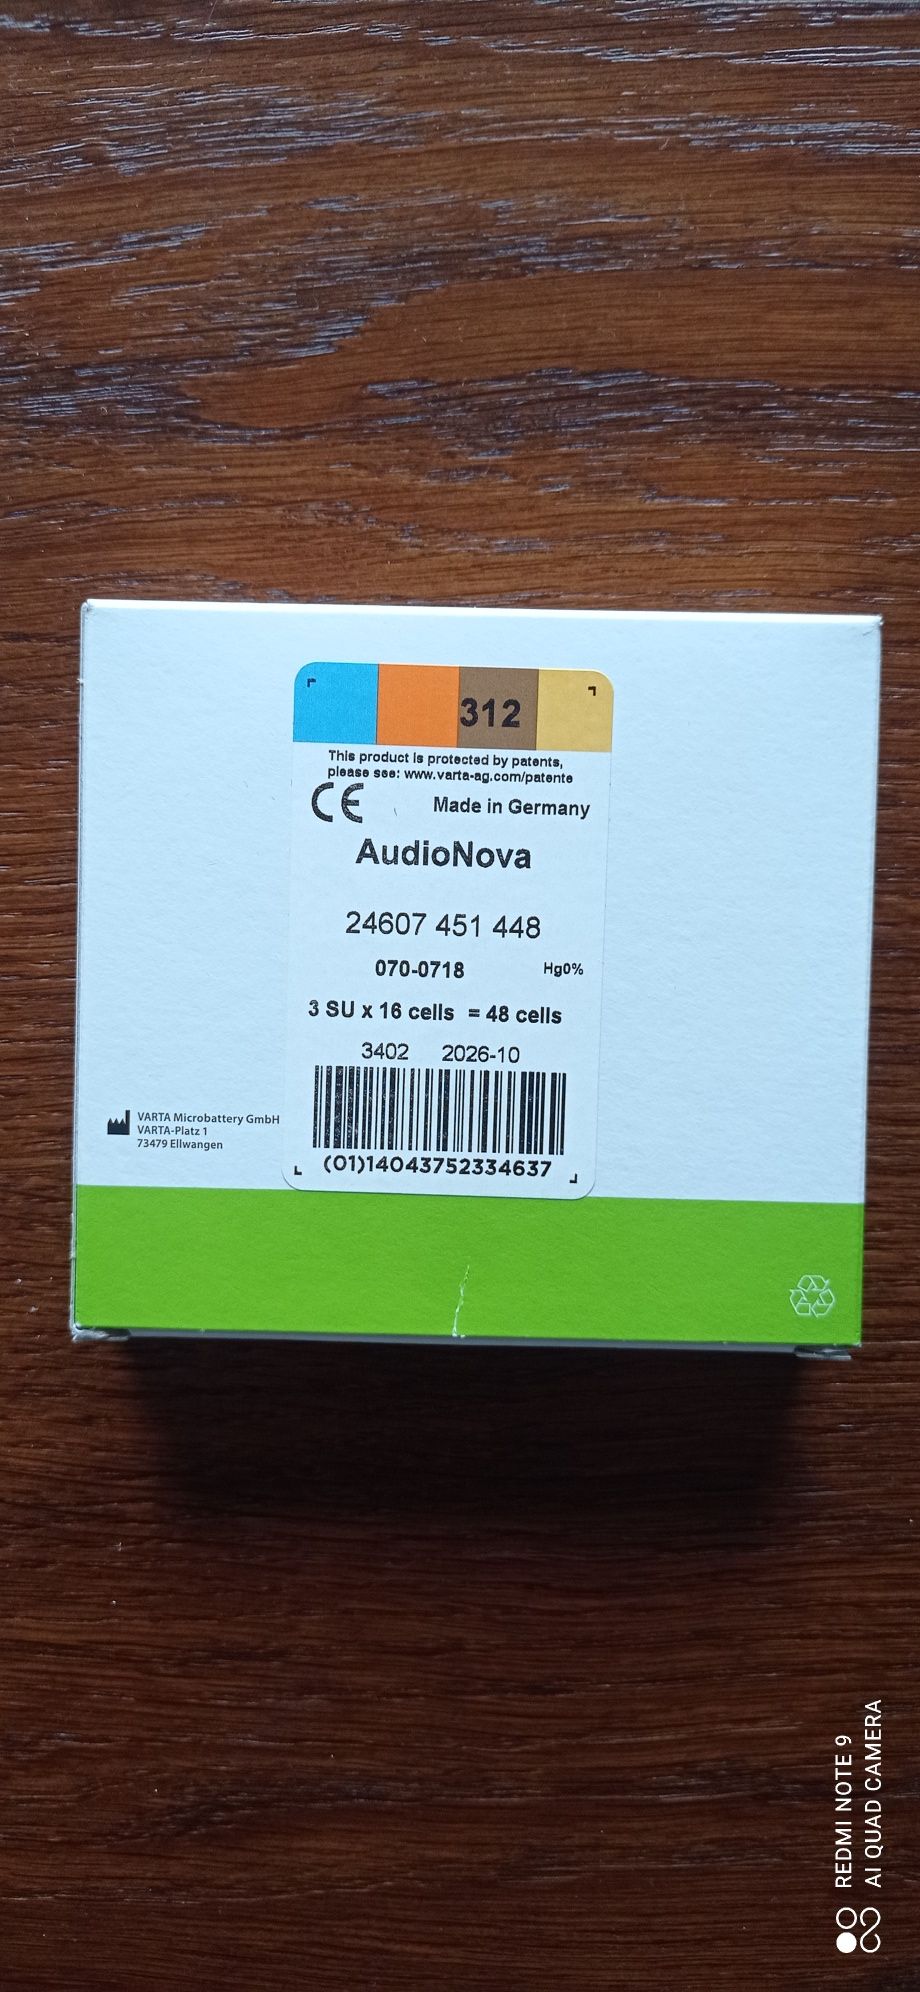 312
This product is protected by patents,
please see: www.varta-ag.com/patente
CE Made in Germany
AudioNova
24607 451 448
070-0718 Hg0%
3 SU x 16 cells = 48 cells
3402 2026-10
(01)14043752334637
VARTA Microbattery GmbH
VARTA-Platz 1
73479 Ellwangen
REDMI NOTE 9
AI QUAD CAMERA